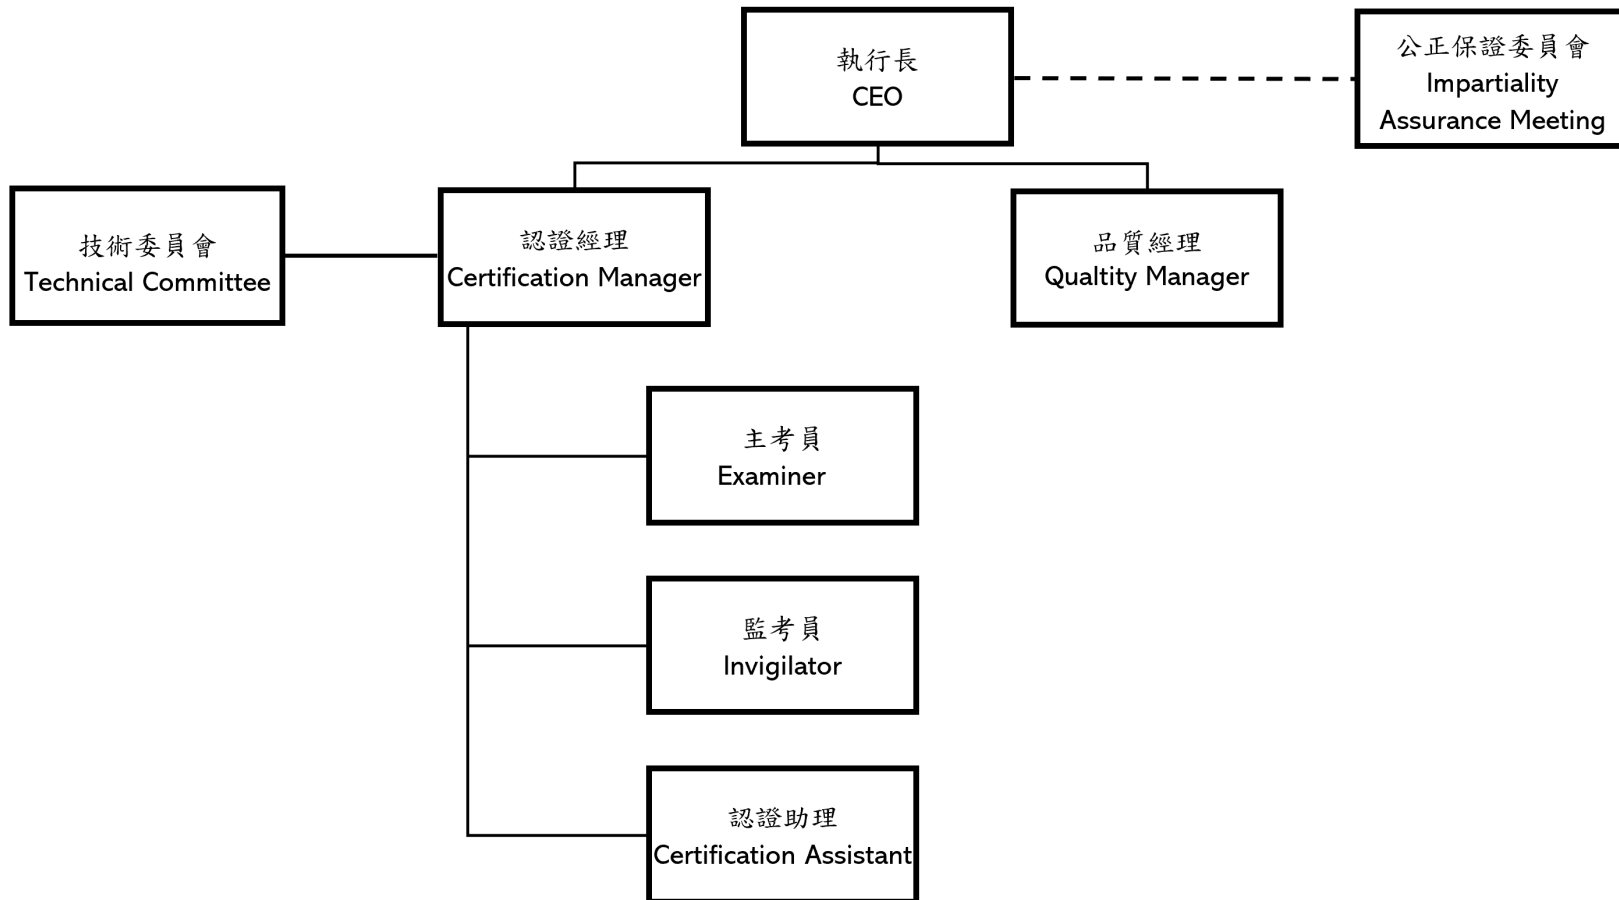 執行長
CEO
公正保證委員會
Impartiality
Assurance Meeting
技術委員會
Technical Committee
認證經理
Certification Manager
品質經理
Qualtity Manager
主考員
Examiner
監考員
Invigilator
認證助理
Certification Assistant